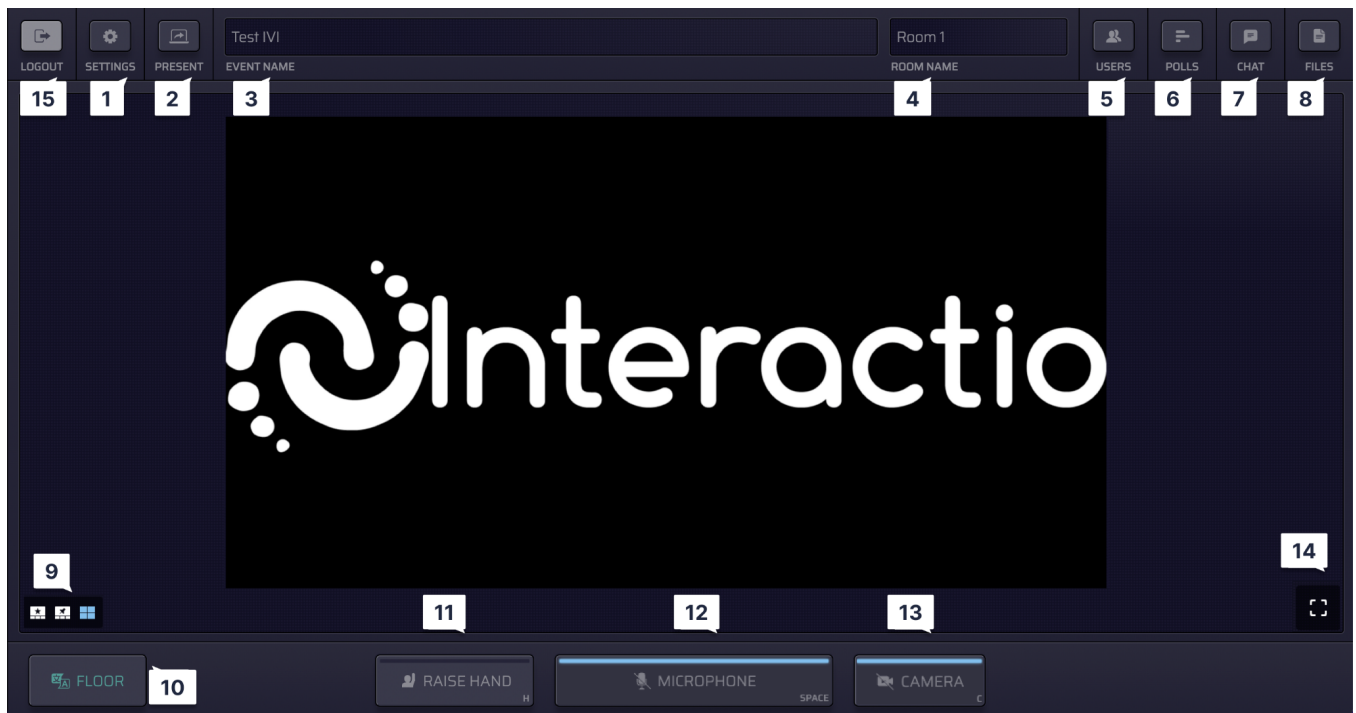 Test IVI
Room 1
LOGOUT
SETTINGS
PRESENT
EVENT NAME
ROOM NAME
USERS
POLLS
CHAT
FILES
15
1
2
3
4
5
6
7
8
Interactio
9
14
11
12
13
FLOOR
10
RAISE HAND
H
MICROPHONE
SPACE
CAMERA
C